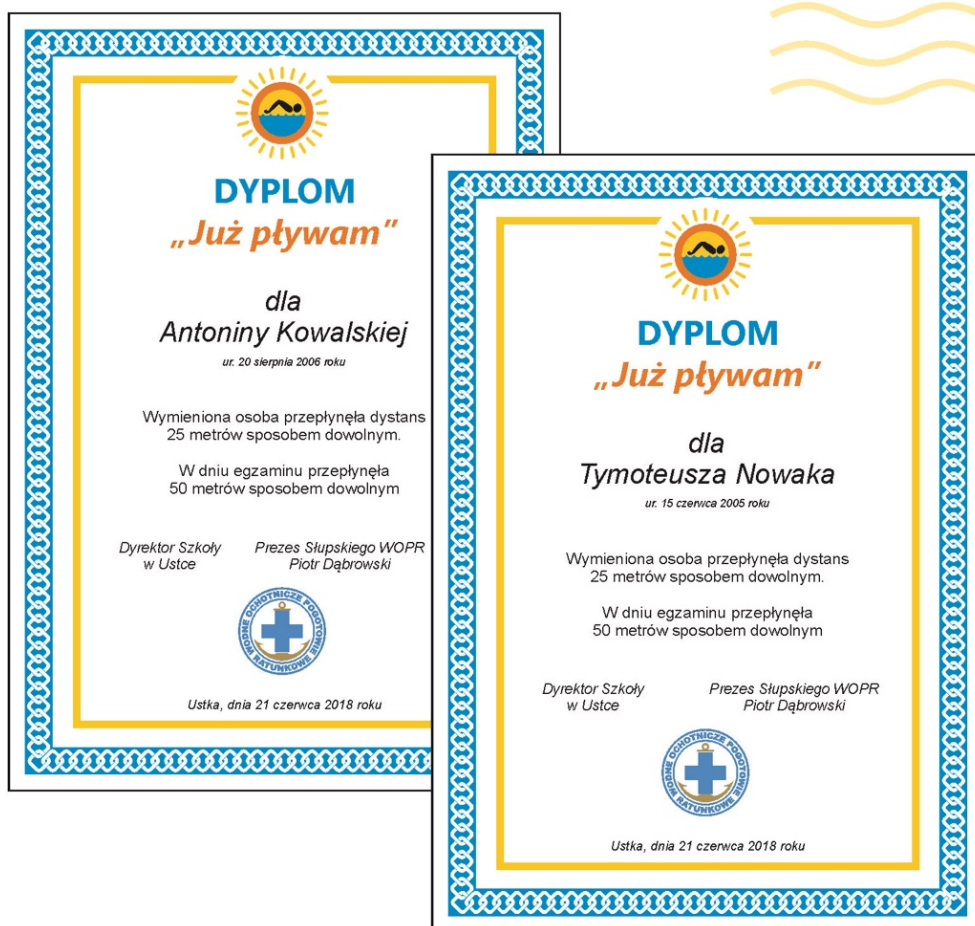 DYPLOM
„Już pływam”
dla
Antoniny Kowalskiej
ur. 20 sierpnia 2006 roku
Wymieniona osoba przepłynęła dystans
25 metrów sposobem dowolnym.
W dniu egzaminu przepłynęła
50 metrów sposobem dowolnym
Dyrektor Szkoły
w Ustce
Prezes Słupskiego WOPR
Piotr Dąbrowski
WODNE OCHOTNICZE POGOTOWIE RATUNKOWE
Ustka, dnia 21 czerwca 2018 roku
DYPLOM
„Już pływam”
dla
Tymoteusza Nowaka
ur. 15 czerwca 2005 roku
Wymieniona osoba przepłynęła dystans
25 metrów sposobem dowolnym.
W dniu egzaminu przepłynęła
50 metrów sposobem dowolnym
Dyrektor Szkoły
w Ustce
Prezes Słupskiego WOPR
Piotr Dąbrowski
WODNE OCHOTNICZE POGOTOWIE RATUNKOWE
Ustka, dnia 21 czerwca 2018 roku